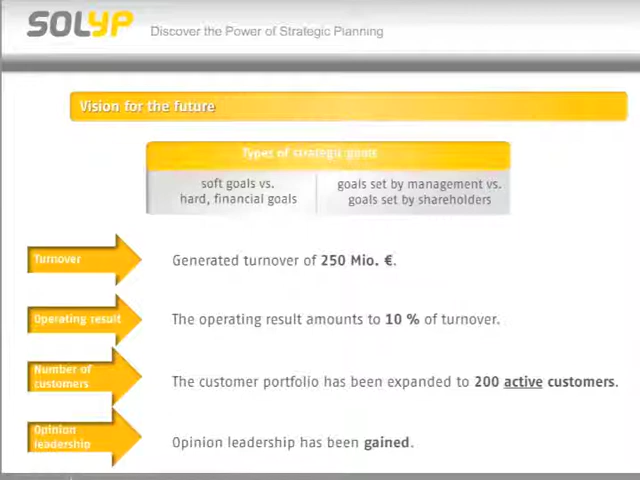 SOLYP Discover the Power of Strategic Planning
Vision for the future
Types of strategic goals
soft goals vs.
hard, financial goals
goals set by management vs.
goals set by shareholders
Turnover
Generated turnover of 250 Mio. €.
Operating result
The operating result amounts to 10 % of turnover.
Number of
customers
The customer portfolio has been expanded to 200 active customers.
Opinion
leadership
Opinion leadership has been gained.